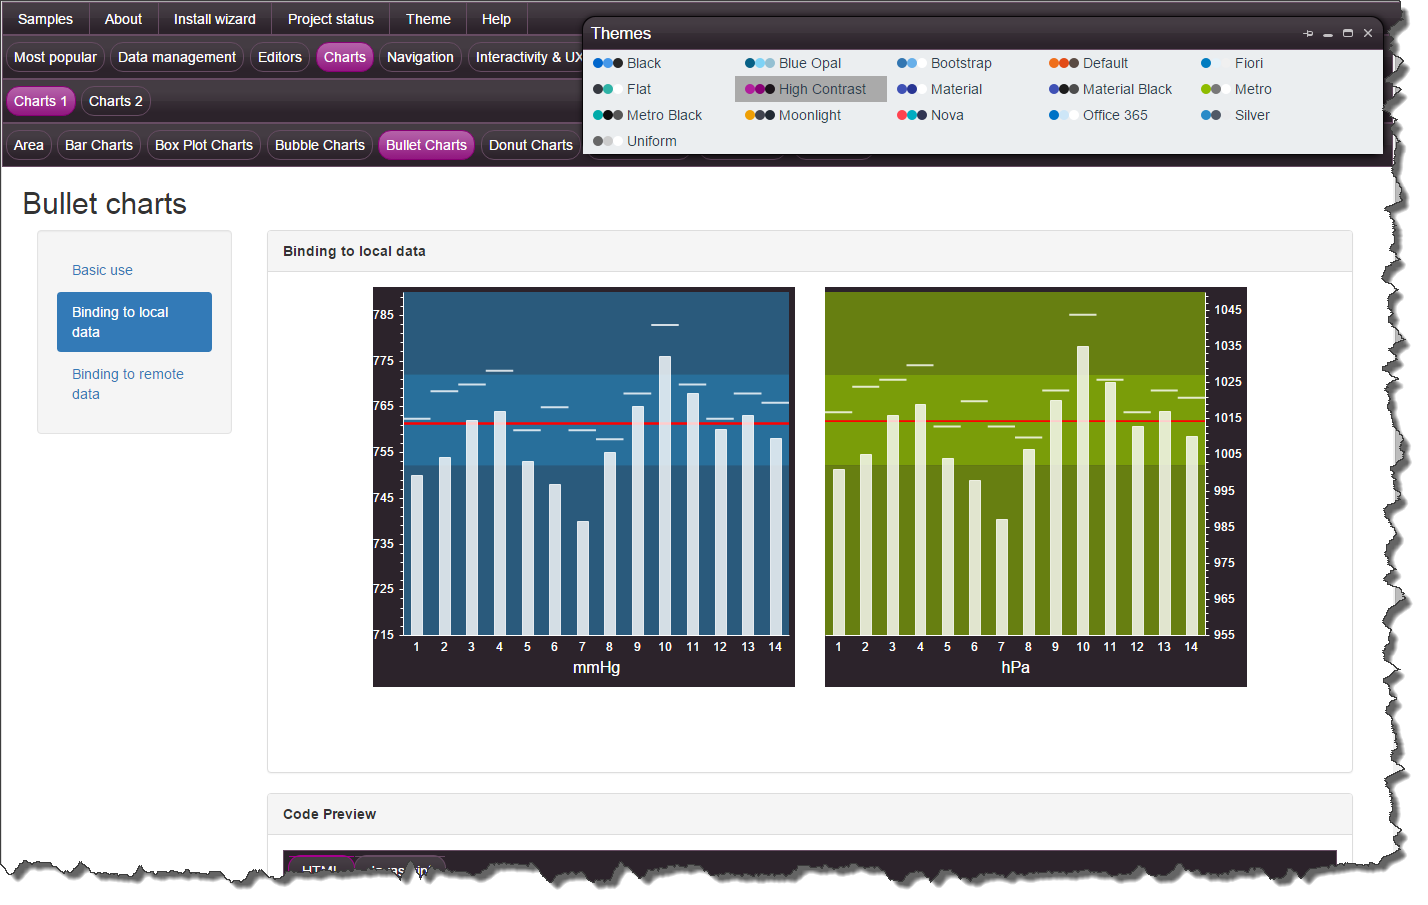 Samples About Install wizard Project status Theme Help
Themes
Most popular Data management Editors Charts Navigation Interactivity & UX
Black Blue Opal Bootstrap Default Fiori
Flat High Contrast Material Material Black Metro
Metro Black Moonlight Nova Office 365 Silver
Uniform
Charts 1 Charts 2
Area Bar Charts Box Plot Charts Bubble Charts Bullet Charts Donut Charts
Bullet charts
Basic use
Binding to local
data
Binding to remote
data
Binding to local data
785
775
765
755
745
735
725
715
1 2 3 4 5 6 7 8 9 10 11 12 13 14
mmHg
1045
1035
1025
1015
1005
995
985
975
965
955
1 2 3 4 5 6 7 8 9 10 11 12 13 14
hPa
Code Preview
HTML